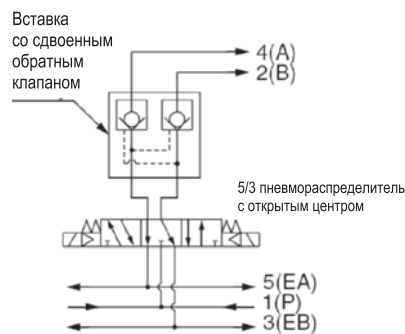 Вставка
со сдвоенным
обратным
клапаном
4(A)
2(B)
5/3 пневмораспределитель
с открытым центром
5(EA)
1(P)
3(EB)